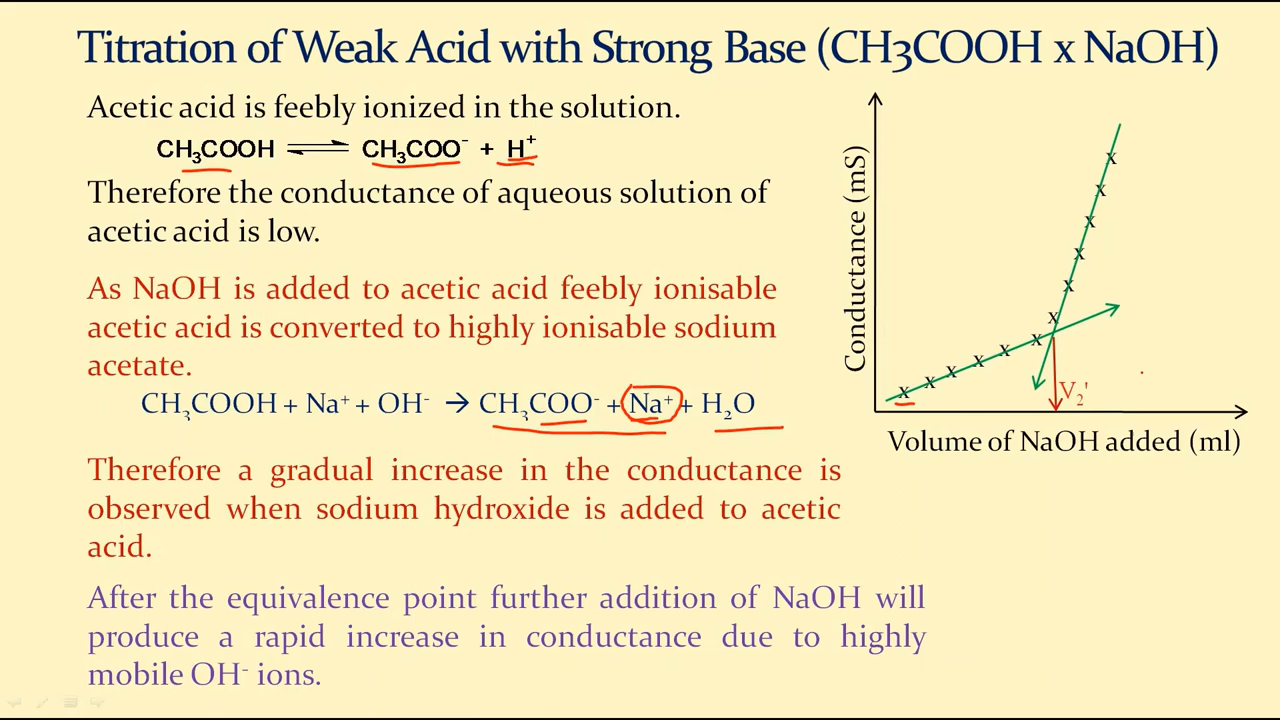 Titration of Weak Acid with Strong Base (CH3COOH x NaOH)
Acetic acid is feebly ionized in the solution.
CH₃COOH ⇌ CH₃COO⁻ + H⁺
Therefore the conductance of aqueous solution of
acetic acid is low.
As NaOH is added to acetic acid feebly ionisable
acetic acid is converted to highly ionisable sodium
acetate.
CH₃COOH + Na⁺ + OH⁻ → CH₃COO⁻ + Na⁺ + H₂O
Therefore a gradual increase in the conductance is
observed when sodium hydroxide is added to acetic
acid.
After the equivalence point further addition of NaOH will
produce a rapid increase in conductance due to highly
mobile OH⁻ ions.
Conductance (mS)
x
x
x
x
x
x
x
x
x
x
x
x
V₂'
Volume of NaOH added (ml)